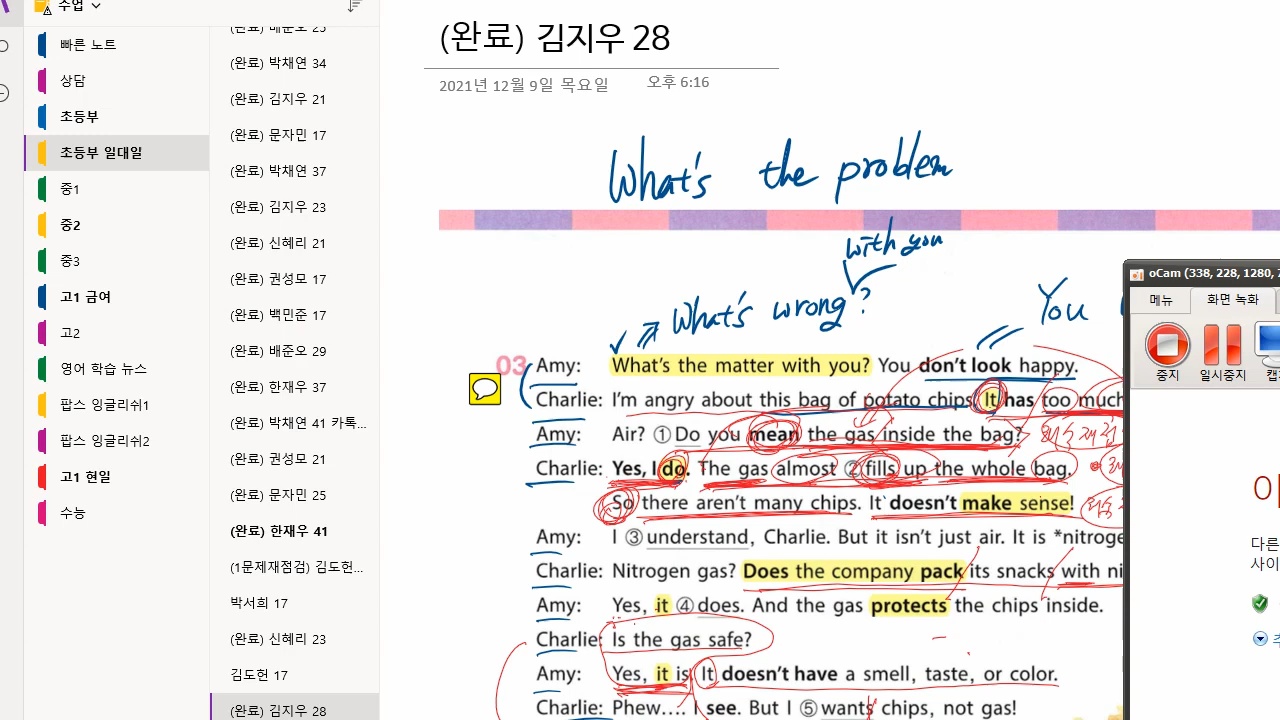 수업
빠른 노트
상담
초등부
초등부 일대일
중1
중2
중3
고1 금여
고2
영어 학습 뉴스
팝스 잉글리쉬1
팝스 잉글리쉬2
고1 현일
수능
(완료) 배준오 25
(완료) 박채연 34
(완료) 김지우 21
(완료) 문자민 17
(완료) 박채연 37
(완료) 김지우 23
(완료) 신혜리 21
(완료) 권성모 17
(완료) 백민준 17
(완료) 배준오 29
(완료) 한재우 37
(완료) 박채연 41 카톡...
(완료) 권성모 21
(완료) 문자민 25
(완료) 한재우 41
(1문제재점검) 김도헌...
박서희 17
(완료) 신혜리 23
김도헌 17
(완료) 김지우 28
(완료) 김지우 28
2021년 12월 9일 목요일 오후 6:16
What's the problem
with you
What's wrong? You
03 Amy: What's the matter with you? You don't look happy.
Charlie: I'm angry about this bag of potato chips. It has too much
Amy: Air? ① Do you mean the gas inside the bag?
Charlie: Yes, I do. The gas almost ② fills up the whole bag.
So there aren't many chips. It doesn't make sense!
Amy: I ③ understand, Charlie. But it isn't just air. It is *nitroge
Charlie: Nitrogen gas? Does the company pack its snacks with ni
Amy: Yes, it ④ does. And the gas protects the chips inside.
Charlie: Is the gas safe?
Amy: Yes, it is. It doesn't have a smell, taste, or color.
Charlie: Phew.... I see. But I ⑤ wants chips, not gas!
oCam (338, 228, 1280, 7
메뉴 화면 녹화
중지 일시중지 캡
다른
사이